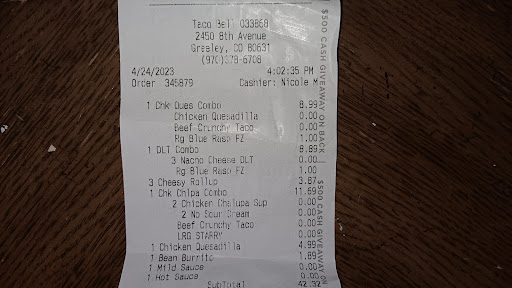 Taco Bell 033868
2450 8th Avenue
Greeley, CO 80631
(970)378-6708
4/24/2023 4:02:35 PM
Order 345879 Cashier: Nicole M
1 Chk Ques Combo 8.99
Chicken Quesadilla 0.00
Beef Crunchy Taco 0.00
Rg Blue Rasp FZ 1.00
1 DLT Combo 8.89
3 Nacho Cheese DLT 0.00
Rg Blue Rasp FZ 1.00
3 Cheesy Rollup 3.87
1 Chk Chlpa Combo 11.69
2 Chicken Chalupa Sup 0.00
2 No Sour Cream 0.00
Beef Crunchy Taco 0.00
LRG STARRY 0.00
1 Chicken Quesadilla 4.99
1 Bean Burrito 1.89
1 Mild Sauce 0.00
1 Hot Sauce 0.00
SubTotal 42.32
$500 CASH GIVEAWAY ON BACK
$500 CASH GIVEAWAY ON